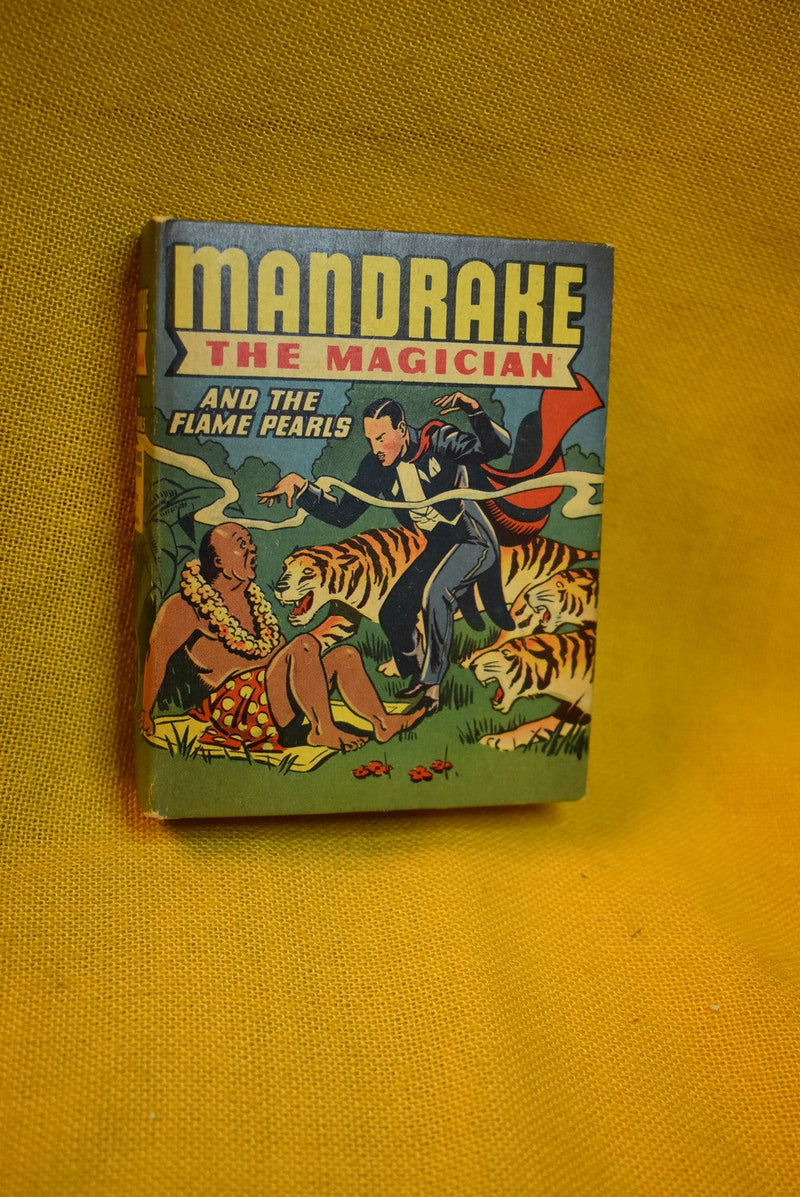 MANDRAKE
THE MAGICIAN
AND THE
FLAME PEARLS